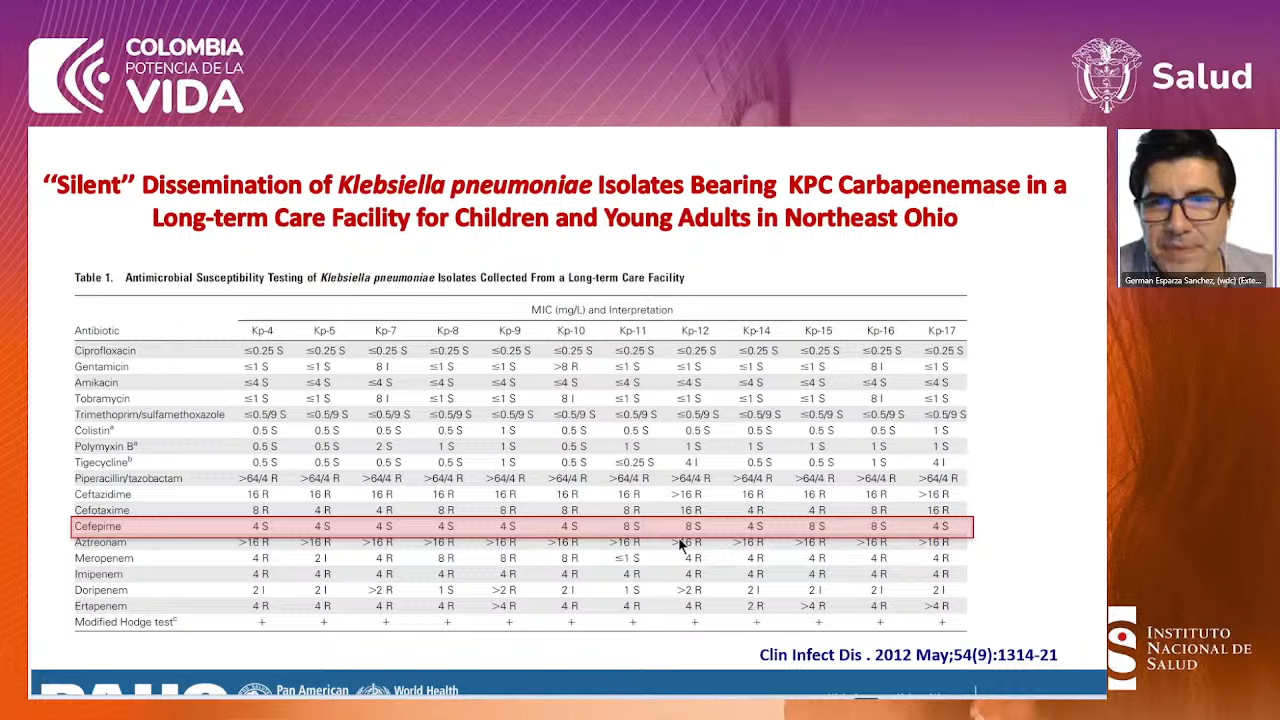 COLOMBIA
POTENCIA DE LA
VIDA
Salud
“Silent” Dissemination of Klebsiella pneumoniae Isolates Bearing KPC Carbapenemase in a
Long-term Care Facility for Children and Young Adults in Northeast Ohio
German Esparza Sanchez, (wdc) (Exte...
Table 1. Antimicrobial Susceptibility Testing of Klebsiella pneumoniae Isolates Collected From a Long-term Care Facility
MIC (mg/L) and Interpretation
Antibiotic Kp-4 Kp-5 Kp-7 Kp-8 Kp-9 Kp-10 Kp-11 Kp-12 Kp-14 Kp-15 Kp-16 Kp-17
Ciprofloxacin ≤0.25 S ≤0.25 S ≤0.25 S ≤0.25 S ≤0.25 S ≤0.25 S ≤0.25 S ≤0.25 S ≤0.25 S ≤0.25 S ≤0.25 S ≤0.25 S
Gentamicin ≤1 S ≤1 S 8 I ≤1 S ≤1 S >8 R ≤1 S ≤1 S ≤1 S ≤1 S 8 I ≤1 S
Amikacin ≤4 S ≤4 S ≤4 S ≤4 S ≤4 S ≤4 S ≤4 S ≤4 S ≤4 S ≤4 S ≤4 S ≤4 S
Tobramycin ≤1 S ≤1 S 8 I ≤1 S ≤1 S 8 I ≤1 S ≤1 S ≤1 S ≤1 S 8 I ≤1 S
Trimethoprim/sulfamethoxazole ≤0.5/9 S ≤0.5/9 S ≤0.5/9 S ≤0.5/9 S ≤0.5/9 S ≤0.5/9 S ≤0.5/9 S ≤0.5/9 S ≤0.5/9 S ≤0.5/9 S ≤0.5/9 S ≤0.5/9 S
Colistinᵃ 0.5 S 0.5 S 0.5 S 0.5 S 1 S 0.5 S 0.5 S 0.5 S 0.5 S 0.5 S 0.5 S 1 S
Polymyxin Bᵃ 0.5 S 0.5 S 2 S 1 S 1 S 0.5 S 1 S 1 S 1 S 1 S 1 S 1 S
Tigecyclineᵇ 0.5 S 0.5 S 0.5 S 0.5 S 1 S 0.5 S ≤0.25 S 4 I 0.5 S 0.5 S 1 S 4 I
Piperacillin/tazobactam >64/4 R >64/4 R >64/4 R >64/4 R >64/4 R >64/4 R >64/4 R >64/4 R >64/4 R >64/4 R >64/4 R >64/4 R
Ceftazidime 16 R 16 R 16 R 16 R 16 R 16 R 16 R >16 R 16 R 16 R 16 R >16 R
Cefotaxime 8 R 4 R 4 R 8 R 8 R 8 R 8 R 16 R 4 R 4 R 8 R 16 R
Cefepime 4 S 4 S 4 S 4 S 4 S 4 S 8 S 8 S 4 S 8 S 8 S 4 S
Aztreonam >16 R >16 R >16 R >16 R >16 R >16 R >16 R >16 R >16 R >16 R >16 R >16 R
Meropenem 4 R 2 I 4 R 8 R 8 R 8 R ≤1 S 4 R 4 R 4 R 4 R 4 R
Imipenem 4 R 4 R 4 R 4 R 4 R 4 R 4 R 4 R 4 R 4 R 4 R 4 R
Doripenem 2 I 2 I >2 R 1 S >2 R 2 I 1 S >2 R 2 I 2 I 2 I 2 I
Ertapenem 4 R 4 R 4 R 4 R >4 R 4 R 4 R 4 R 2 R >4 R 4 R >4 R
Modified Hodge testᶜ + + + + + + + + + + + +
Clin Infect Dis . 2012 May;54(9):1314-21
INSTITUTO
NACIONAL DE
SALUD
PAHO Pan American World Health